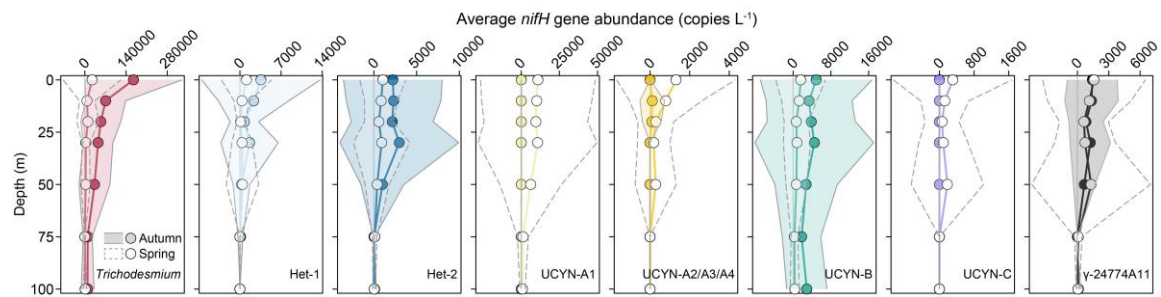 Average nifH gene abundance (copies L⁻¹)
0 140000 280000
0 7000 14000
0 5000 10000
0 25000 50000
0 2000 4000
0 800 1600
0 800 1600
0 3000 6000
Depth (m)
0
25
50
75
100
Autumn
Spring
Trichodesmium
Het-1
Het-2
UCYN-A1
UCYN-A2/A3/A4
UCYN-B
UCYN-C
γ-24774A11